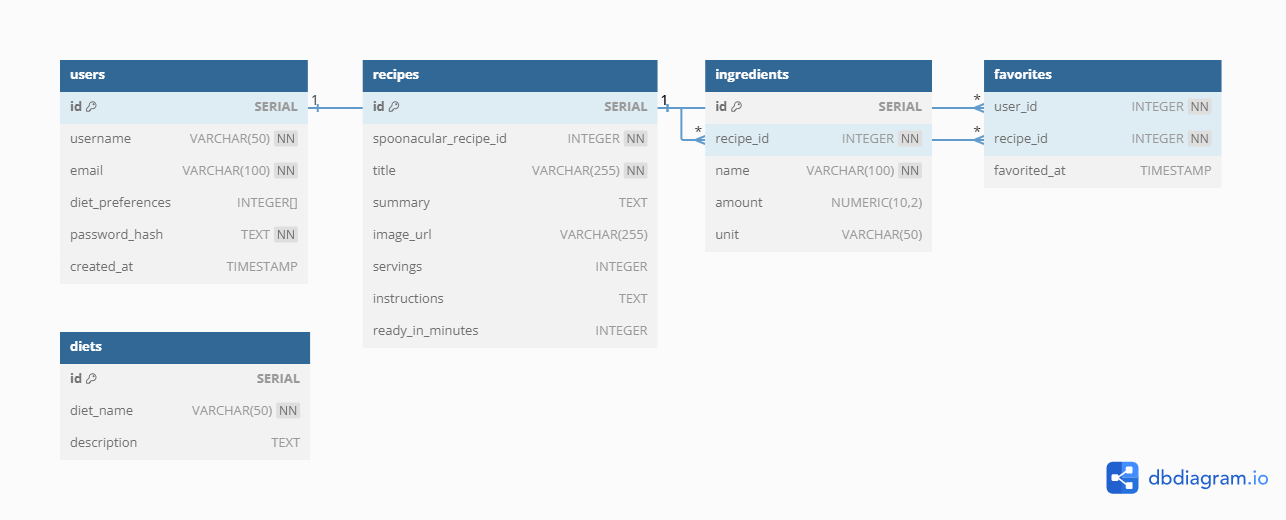 users
id SERIAL
username VARCHAR(50) NN
email VARCHAR(100) NN
diet_preferences INTEGER[]
password_hash TEXT NN
created_at TIMESTAMP
1
recipes
id SERIAL
spoonacular_recipe_id INTEGER NN
title VARCHAR(255) NN
summary TEXT
image_url VARCHAR(255)
servings INTEGER
instructions TEXT
ready_in_minutes INTEGER
1
*
ingredients
id SERIAL
recipe_id INTEGER NN
name VARCHAR(100) NN
amount NUMERIC(10,2)
unit VARCHAR(50)
*
*
favorites
user_id INTEGER NN
recipe_id INTEGER NN
favorited_at TIMESTAMP
diets
id SERIAL
diet_name VARCHAR(50) NN
description TEXT
dbdiagram.io